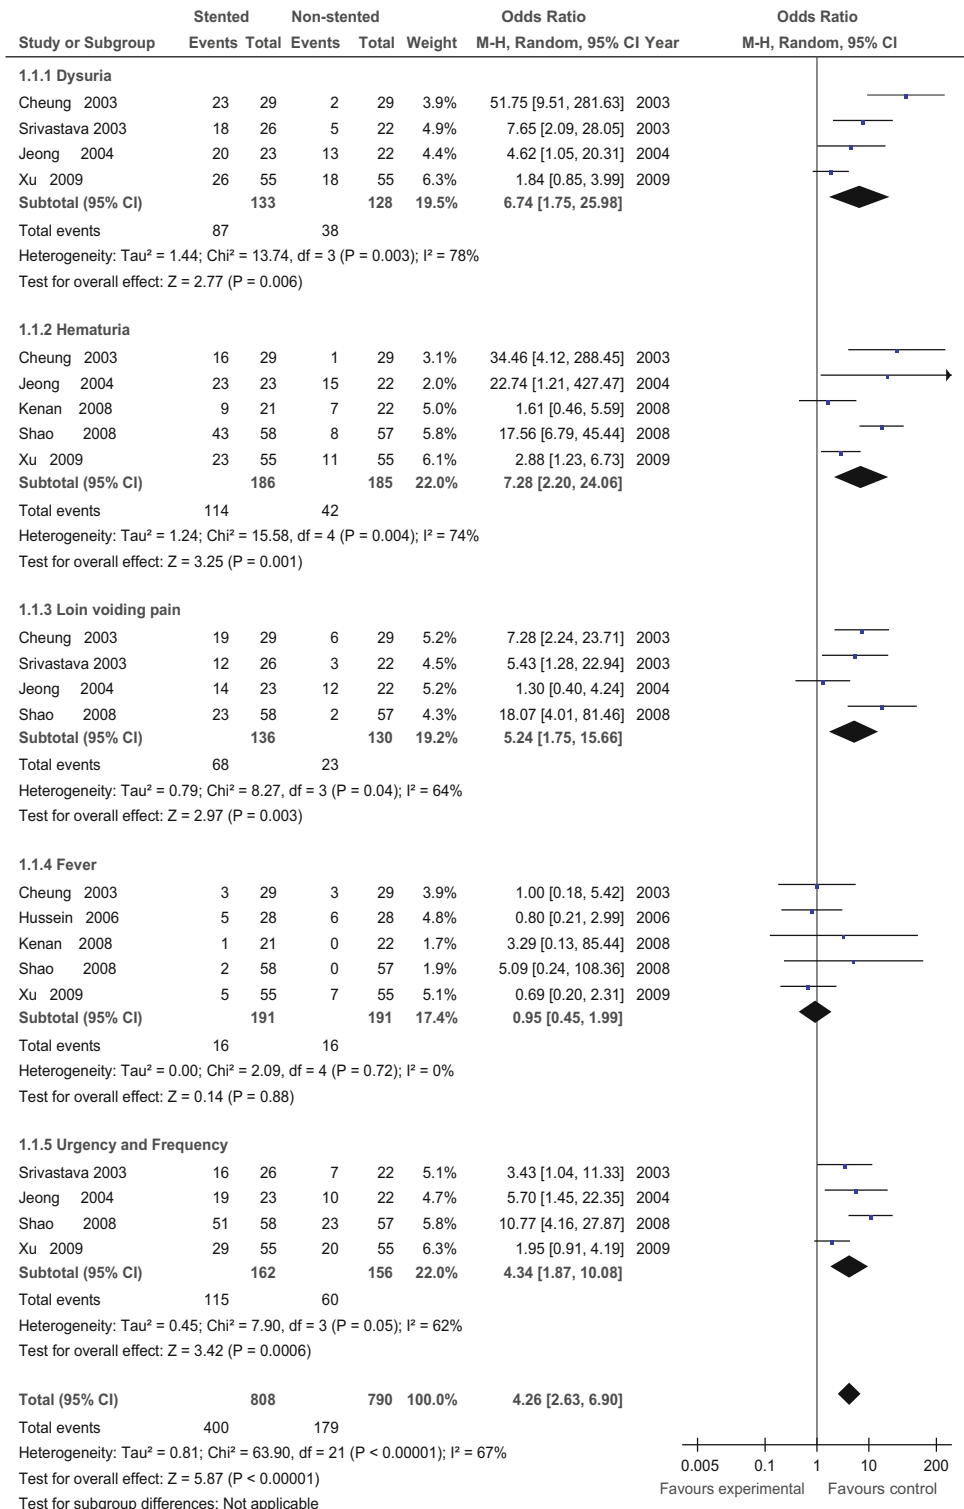 Stented Non-stented Odds Ratio Odds Ratio
Study or Subgroup Events Total Events Total Weight M-H, Random, 95% CI Year M-H, Random, 95% CI
1.1.1 Dysuria
Cheung 2003 23 29 2 29 3.9% 51.75 [9.51, 281.63] 2003
Srivastava 2003 18 26 5 22 4.9% 7.65 [2.09, 28.05] 2003
Jeong 2004 20 23 13 22 4.4% 4.62 [1.05, 20.31] 2004
Xu 2009 26 55 18 55 6.3% 1.84 [0.85, 3.99] 2009
Subtotal (95% CI) 133 128 19.5% 6.74 [1.75, 25.98]
Total events 87 38
Heterogeneity: Tau² = 1.44; Chi² = 13.74, df = 3 (P = 0.003); I² = 78%
Test for overall effect: Z = 2.77 (P = 0.006)
1.1.2 Hematuria
Cheung 2003 16 29 1 29 3.1% 34.46 [4.12, 288.45] 2003
Jeong 2004 23 23 15 22 2.0% 22.74 [1.21, 427.47] 2004
Kenan 2008 9 21 7 22 5.0% 1.61 [0.46, 5.59] 2008
Shao 2008 43 58 8 57 5.8% 17.56 [6.79, 45.44] 2008
Xu 2009 23 55 11 55 6.1% 2.88 [1.23, 6.73] 2009
Subtotal (95% CI) 186 185 22.0% 7.28 [2.20, 24.06]
Total events 114 42
Heterogeneity: Tau² = 1.24; Chi² = 15.58, df = 4 (P = 0.004); I² = 74%
Test for overall effect: Z = 3.25 (P = 0.001)
1.1.3 Loin voiding pain
Cheung 2003 19 29 6 29 5.2% 7.28 [2.24, 23.71] 2003
Srivastava 2003 12 26 3 22 4.5% 5.43 [1.28, 22.94] 2003
Jeong 2004 14 23 12 22 5.2% 1.30 [0.40, 4.24] 2004
Shao 2008 23 58 2 57 4.3% 18.07 [4.01, 81.46] 2008
Subtotal (95% CI) 136 130 19.2% 5.24 [1.75, 15.66]
Total events 68 23
Heterogeneity: Tau² = 0.79; Chi² = 8.27, df = 3 (P = 0.04); I² = 64%
Test for overall effect: Z = 2.97 (P = 0.003)
1.1.4 Fever
Cheung 2003 3 29 3 29 3.9% 1.00 [0.18, 5.42] 2003
Hussein 2006 5 28 6 28 4.8% 0.80 [0.21, 2.99] 2006
Kenan 2008 1 21 0 22 1.7% 3.29 [0.13, 85.44] 2008
Shao 2008 2 58 0 57 1.9% 5.09 [0.24, 108.36] 2008
Xu 2009 5 55 7 55 5.1% 0.69 [0.20, 2.31] 2009
Subtotal (95% CI) 191 191 17.4% 0.95 [0.45, 1.99]
Total events 16 16
Heterogeneity: Tau² = 0.00; Chi² = 2.09, df = 4 (P = 0.72); I² = 0%
Test for overall effect: Z = 0.14 (P = 0.88)
1.1.5 Urgency and Frequency
Srivastava 2003 16 26 7 22 5.1% 3.43 [1.04, 11.33] 2003
Jeong 2004 19 23 10 22 4.7% 5.70 [1.45, 22.35] 2004
Shao 2008 51 58 23 57 5.8% 10.77 [4.16, 27.87] 2008
Xu 2009 29 55 20 55 6.3% 1.95 [0.91, 4.19] 2009
Subtotal (95% CI) 162 156 22.0% 4.34 [1.87, 10.08]
Total events 115 60
Heterogeneity: Tau² = 0.45; Chi² = 7.90, df = 3 (P = 0.05); I² = 62%
Test for overall effect: Z = 3.42 (P = 0.0006)
Total (95% CI) 808 790 100.0% 4.26 [2.63, 6.90]
Total events 400 179
Heterogeneity: Tau² = 0.81; Chi² = 63.90, df = 21 (P < 0.00001); I² = 67%
Test for overall effect: Z = 5.87 (P < 0.00001)
Test for subgroup differences: Not applicable
0.005 0.1 1 10 200
Favours experimental Favours control